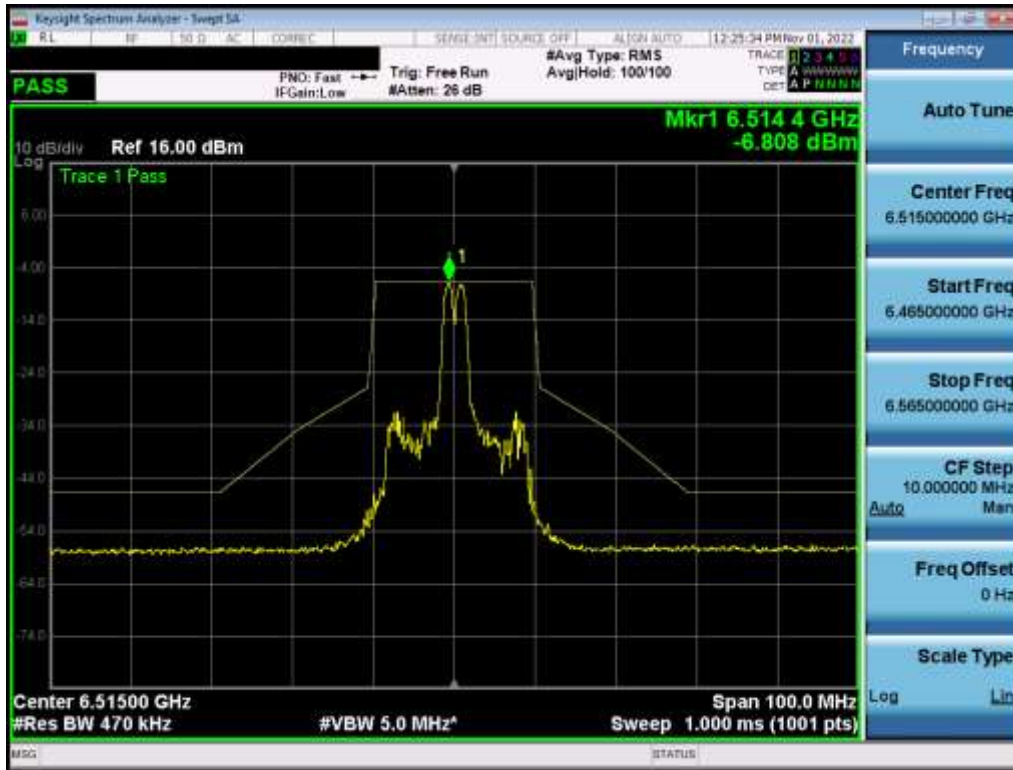 Keysight Spectrum Analyzer - Swept SA
RL RF 50 Ω AC CORREC SENSE:INT SOURCE OFF ALIGN AUTO 12:25:34 PM Nov 01, 2022
PASS
PNO: Fast
IFGain:Low
Trig: Free Run
#Atten: 26 dB
#Avg Type: RMS
Avg|Hold: 100/100
TRACE 1 2 3 4 5 6
TYPE A WWWWW
DET A P N N N N
Mkr1 6.514 4 GHz
-6.808 dBm
10 dB/div Ref 16.00 dBm
Log
Trace 1 Pass
6.00
-4.00
-14.0
-24.0
-34.0
-44.0
-54.0
-64.0
-74.0
1
Center 6.51500 GHz
Span 100.0 MHz
#Res BW 470 kHz
#VBW 5.0 MHz*
Sweep 1.000 ms (1001 pts)
MSG
STATUS
Frequency
Auto Tune
Center Freq
6.515000000 GHz
Start Freq
6.465000000 GHz
Stop Freq
6.565000000 GHz
CF Step
10.000000 MHz
Auto Man
Freq Offset
0 Hz
Scale Type
Log Lin